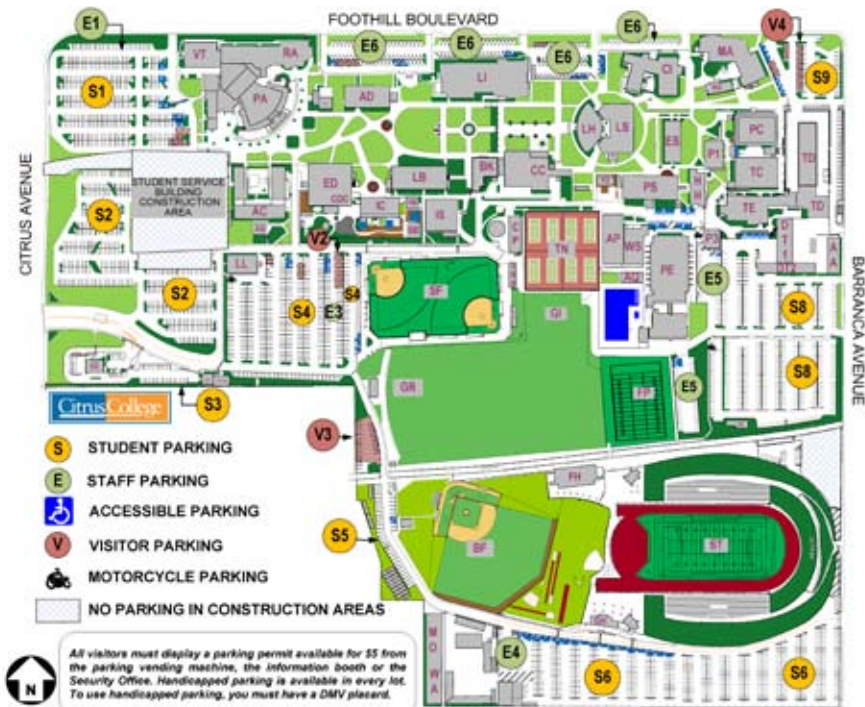 FOOTHILL BOULEVARD
E1
E6
E6
E6
E6
V4
S1
VT
RA
PA
AD
LI
CI
MA
S9
CITRUS AVENUE
STUDENT SERVICE
BUILDING
CONSTRUCTION
AREA
LH
LS
ES
P1
PC
TC
TD
S2
AC
ED
CDC
LB
IC
IS
BK
CC
PS
TE
TD
S2
V2
LL
S4
E3
S4
SF
TN
AP
WS
PE
P3
E5
AA
S8
BARRANCA AVENUE
GI
GR
FP
E5
S8
S3
Citrus College
V3
S STUDENT PARKING
E STAFF PARKING
ACCESSIBLE PARKING
V VISITOR PARKING
MOTORCYCLE PARKING
NO PARKING IN CONSTRUCTION AREAS
S5
FH
BF
ST
E4
S6
S6
N
All visitors must display a parking permit available for $5 from
the parking vending machine, the information booth or the
Security Office. Handicapped parking is available in every lot.
To use handicapped parking, you must have a DMV placard.